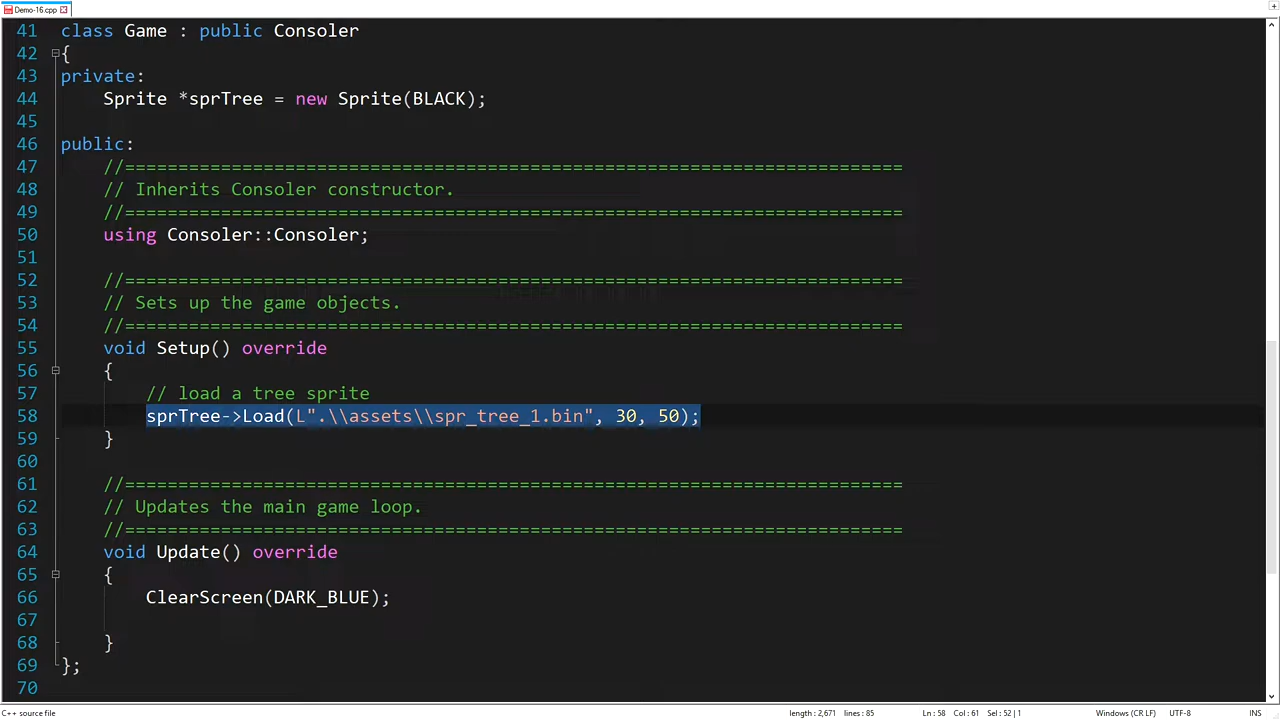 Demo-16.cpp
41 class Game : public Consoler
42 {
43 private:
44 Sprite *sprTree = new Sprite(BLACK);
45
46 public:
47 //=========================================================================
48 // Inherits Consoler constructor.
49 //=========================================================================
50 using Consoler::Consoler;
51
52 //=========================================================================
53 // Sets up the game objects.
54 //=========================================================================
55 void Setup() override
56 {
57 // load a tree sprite
58 sprTree->Load(L".\\assets\\spr_tree_1.bin", 30, 50);
59 }
60
61 //=========================================================================
62 // Updates the main game loop.
63 //=========================================================================
64 void Update() override
65 {
66 ClearScreen(DARK_BLUE);
67
68 }
69 };
70
C++ source file length : 2,671 lines : 85 Ln : 58 Col : 61 Sel : 52 | 1 Windows (CR LF) UTF-8 INS